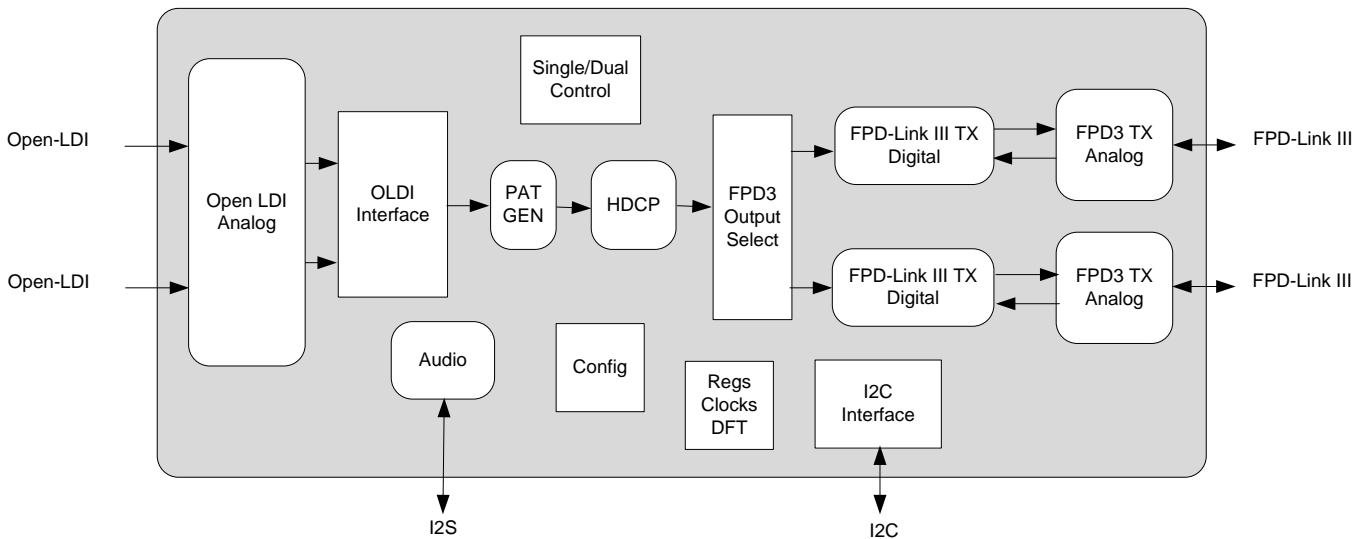 Single/Dual
Control
Open-LDI
Open-LDI
Open LDI
Analog
OLDI
Interface
PAT
GEN
HDCP
FPD3
Output
Select
FPD-Link III TX
Digital
FPD3 TX
Analog
FPD-Link III
FPD-Link III TX
Digital
FPD3 TX
Analog
FPD-Link III
Audio
Config
Regs
Clocks
DFT
I2C
Interface
I2S
I2C